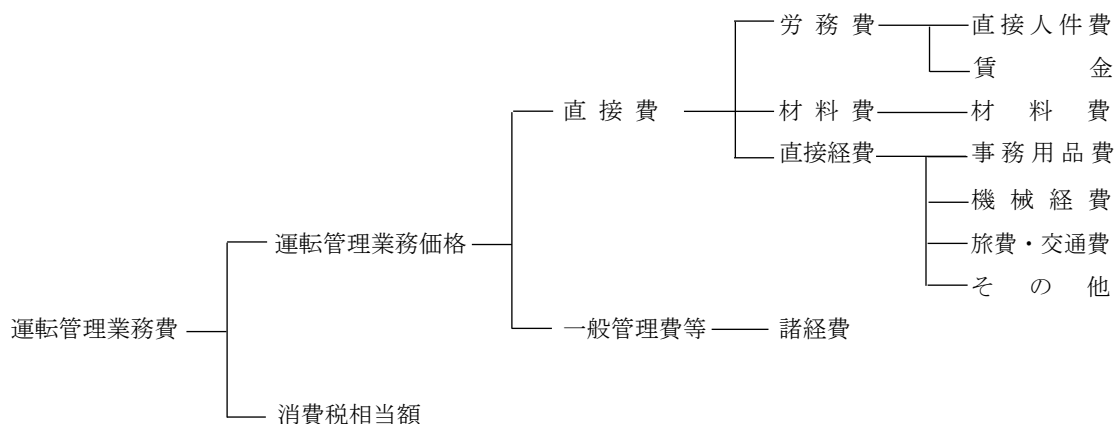 労務費 直接人件費
賃金
直接費 材料費 材料費
直接経費 事務用品費
機械経費
運転管理業務価格 旅費・交通費
その他
運転管理業務費 一般管理費等 諸経費
消費税相当額